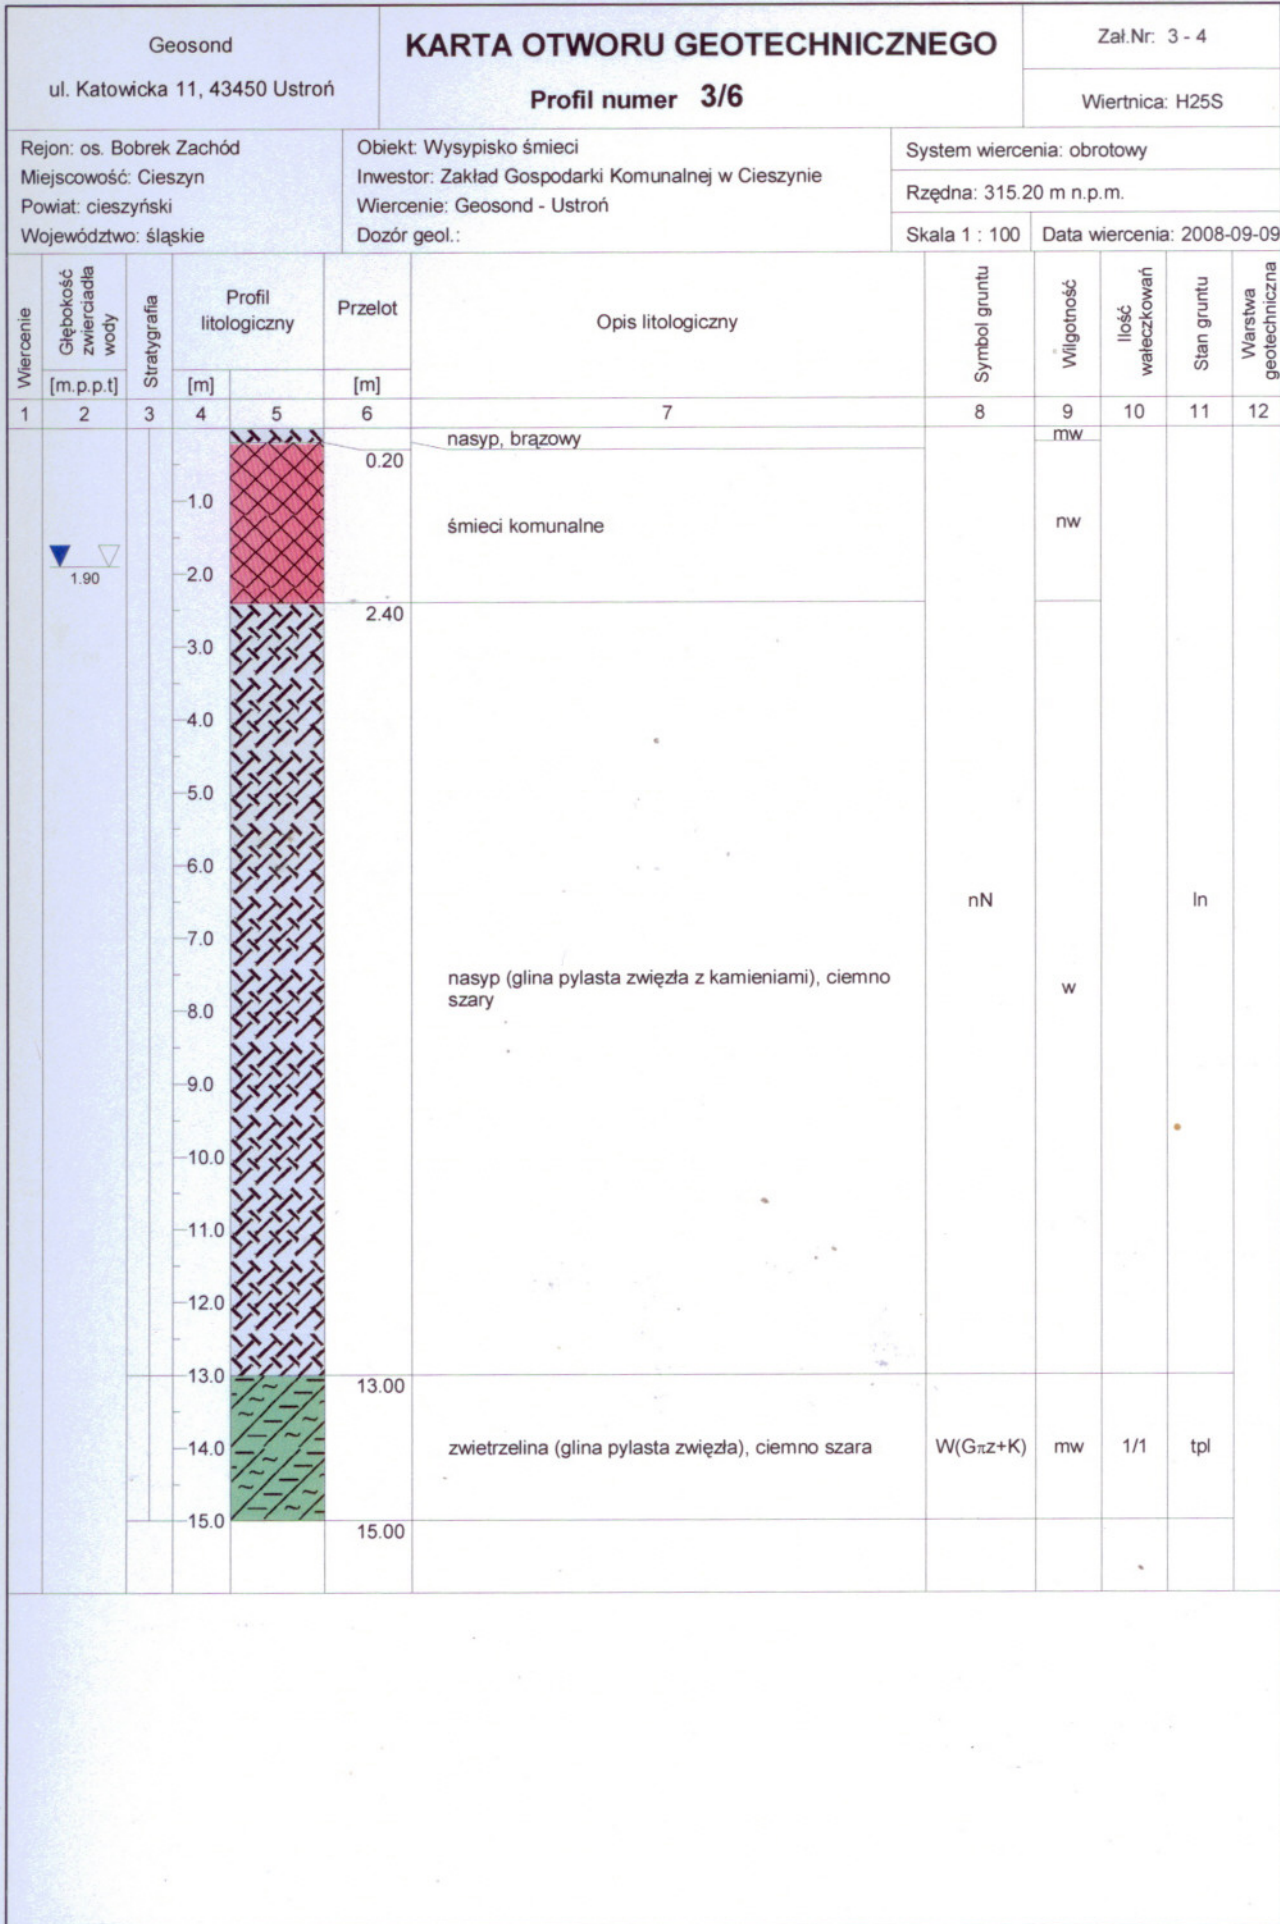 Geosond
ul. Katowicka 11, 43450 Ustroń
KARTA OTWORU GEOTECHNICZNEGO
Profil numer 3/6
Zał.Nr: 3 - 4
Wiertnica: H25S
Rejon: os. Bobrek Zachód
Miejscowość: Cieszyn
Powiat: cieszyński
Województwo: śląskie
Obiekt: Wysypisko śmieci
Inwestor: Zakład Gospodarki Komunalnej w Cieszynie
Wiercenie: Geosond - Ustroń
Dozór geol.:
System wiercenia: obrotowy
Rzędna: 315.20 m n.p.m.
Skala 1 : 100
Data wiercenia: 2008-09-09
Wiercenie
Głębokość
zwierciadła
wody
[m.p.p.t]
Stratygrafia
Profil
litologiczny
[m]
Przelot
[m]
Opis litologiczny
Symbol gruntu
Wilgotność
Ilość
wałeczkowań
Stan gruntu
Warstwa
geotechniczna
1 2 3 4 5 6 7 8 9 10 11 12
nasyp, brązowy
mw
0.20
1.0
śmieci komunalne
nw
1.90
2.0
2.40
3.0
4.0
5.0
6.0
nN
ln
7.0
nasyp (glina pylasta zwięzła z kamieniami), ciemno
szary
w
8.0
9.0
10.0
11.0
12.0
13.0
13.00
14.0
zwietrzelina (glina pylasta zwięzła), ciemno szara
W(Gπz+K)
mw
1/1
tpl
15.0
15.00